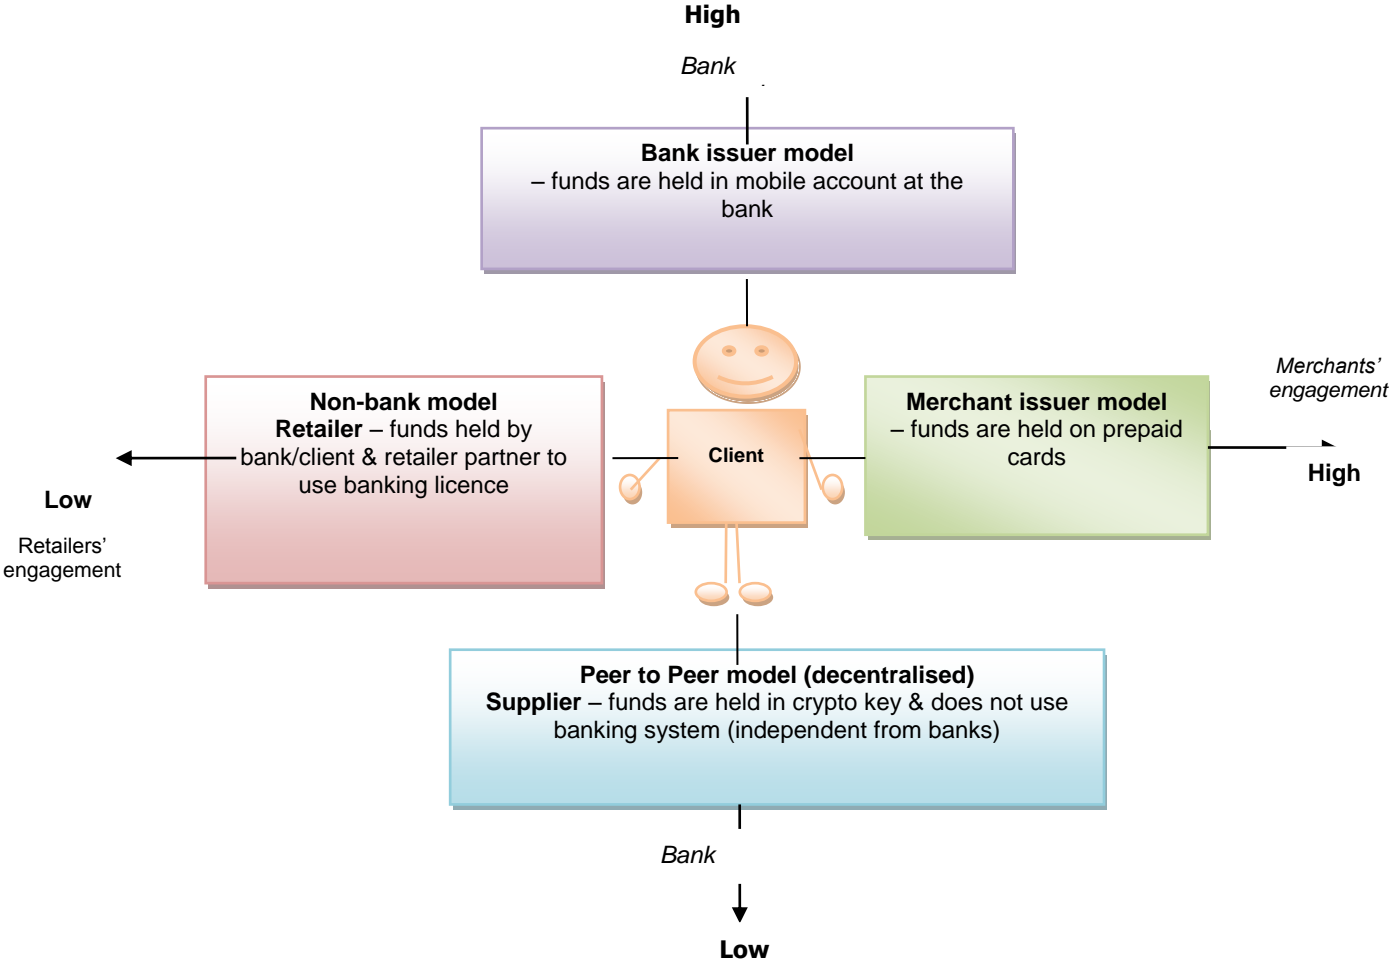 High
Bank
Bank issuer model
– funds are held in mobile account at the
bank
Merchants’
engagement
High
Non-bank model
Retailer – funds held by
bank/client & retailer partner to
use banking licence
Client
Merchant issuer model
– funds are held on prepaid
cards
Low
Retailers’
engagement
Peer to Peer model (decentralised)
Supplier – funds are held in crypto key & does not use
banking system (independent from banks)
Bank
Low